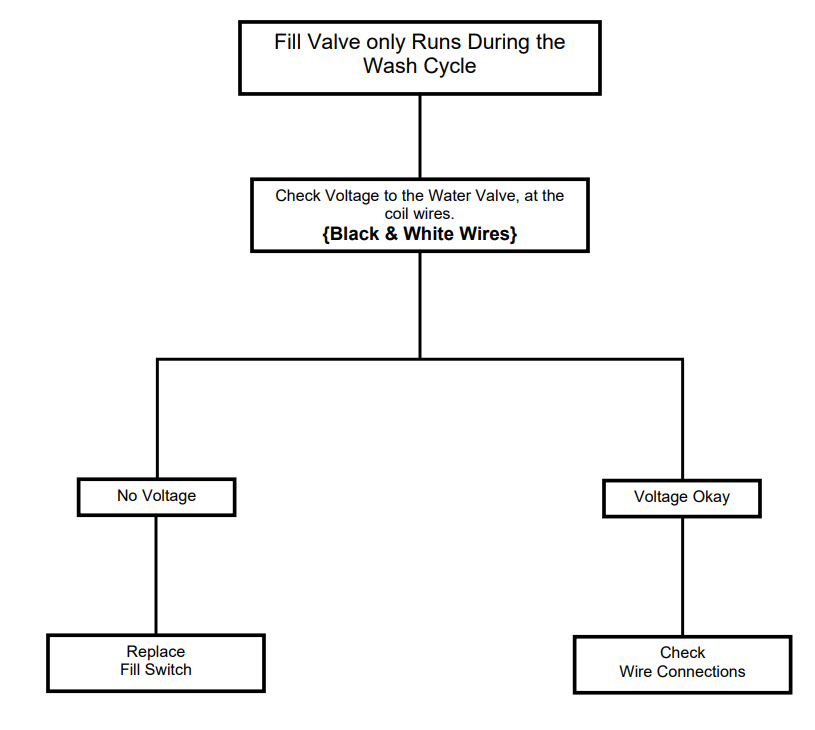 Fill Valve only Runs During the
Wash Cycle
Check Voltage to the Water Valve, at the
coil wires.
{Black & White Wires}
No Voltage
Voltage Okay
Replace
Fill Switch
Check
Wire Connections